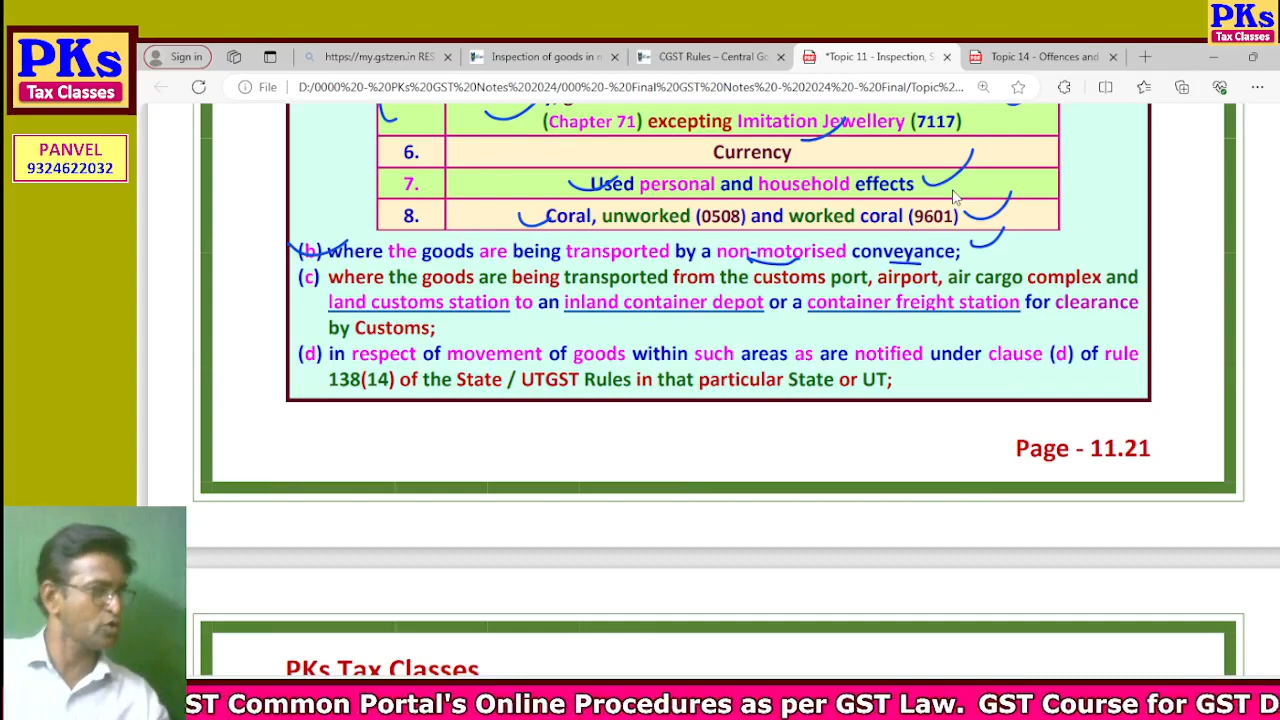 PKs
Tax Classes
PKs
Tax Classes
Sign in
https://my.gstzen.in RES
Inspection of goods in
CGST Rules – Central Go
*Topic 11 - Inspection, S
Topic 14 - Offences and
File
D:/0000%20-%20PKs%20GST%20Notes%202024/000%20-%20Final%20GST%20Notes%202024%20-%20Final/Topic%...
PANVEL
9324622032
(Chapter 71) excepting Imitation Jewellery (7117)
6. Currency
7. Used personal and household effects
8. Coral, unworked (0508) and worked coral (9601)
(b) where the goods are being transported by a non-motorised conveyance;
(c) where the goods are being transported from the customs port, airport, air cargo complex and
land customs station to an inland container depot or a container freight station for clearance
by Customs;
(d) in respect of movement of goods within such areas as are notified under clause (d) of rule
138(14) of the State / UTGST Rules in that particular State or UT;
Page - 11.21
PKs Tax Classes
ST Common Portal's Online Procedures as per GST Law. GST Course for GST D